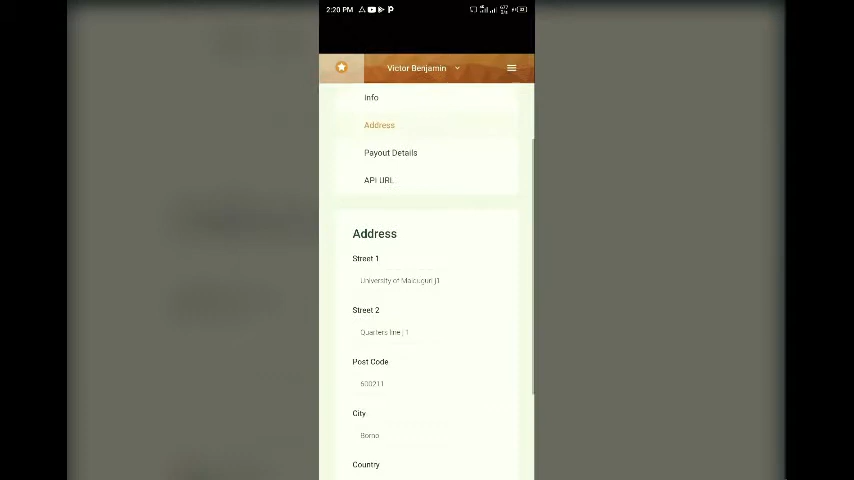 2:20 PM
Victor Benjamin
Info
Address
Payout Details
API URL
Address
Street 1
University of Maiduguri j1
Street 2
Quarters line j 1
Post Code
600211
City
Borno
Country